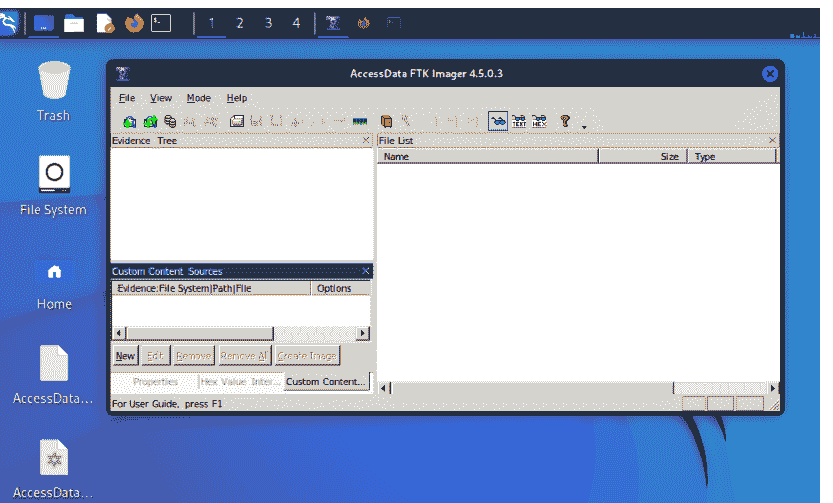 1 2 3 4
Trash
File System
Home
AccessData...
AccessData...
AccessData FTK Imager 4.5.0.3
File View Mode Help
TEXT HEX
Evidence Tree
File List
Name Size Type
Custom Content Sources
Evidence:File System|Path|File Options
New Edit Remove Remove All Create Image
Properties Hex Value Inter... Custom Content...
For User Guide, press F1